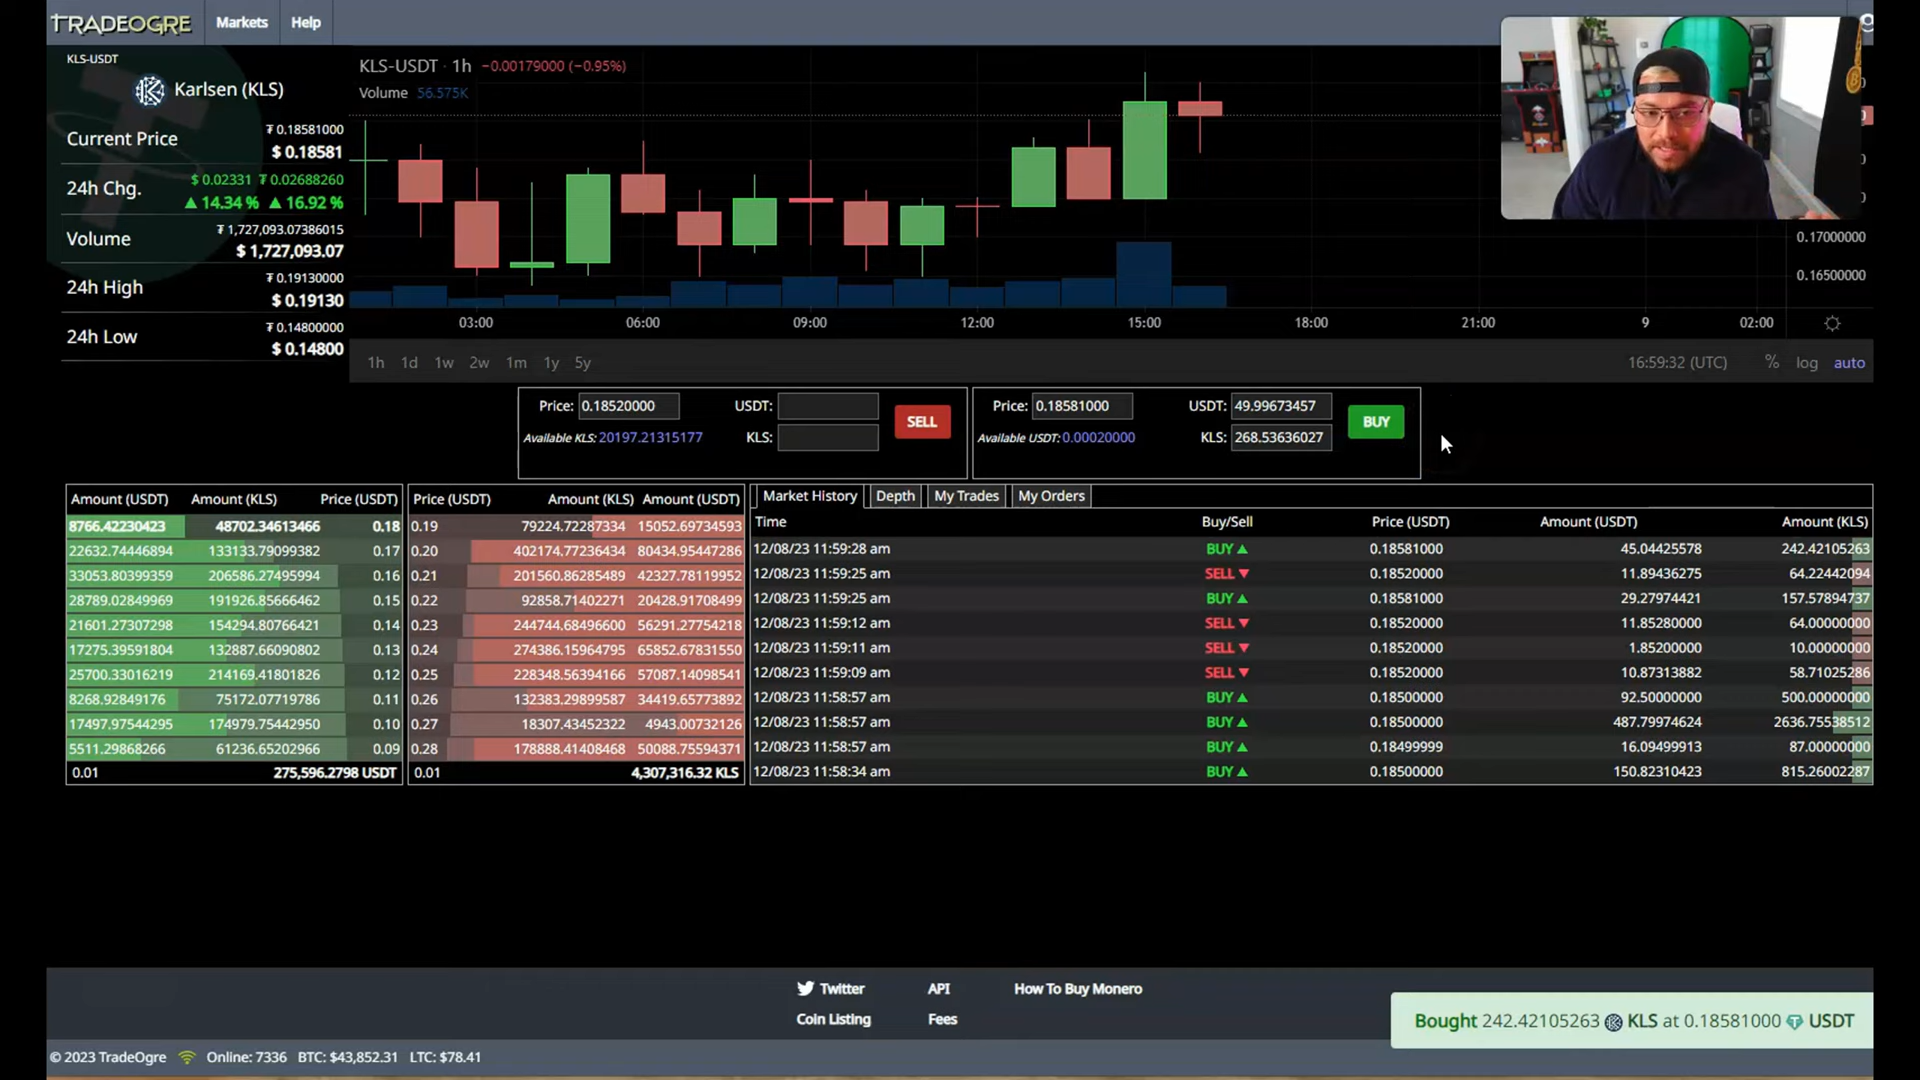 TRADEOGRE Markets Help
KLS-USDT
Karlsen (KLS)
Current Price ₮ 0.18581000
$ 0.18581
24h Chg. $ 0.02331 ₮ 0.02688260
▲ 14.34 % ▲ 16.92 %
Volume ₮ 1,727,093.07386015
$ 1,727,093.07
24h High ₮ 0.19130000
$ 0.19130
24h Low ₮ 0.14800000
$ 0.14800
KLS-USDT · 1h −0.00179000 (−0.95%)
Volume 56.575K
0.17000000
0.16500000
03:00 06:00 09:00 12:00 15:00 18:00 21:00 9 02:00
1h 1d 1w 2w 1m 1y 5y 16:59:32 (UTC) % log auto
Price: 0.18520000 USDT: SELL
Available KLS: 20197.21315177 KLS:
Price: 0.18581000 USDT: 49.99673457 BUY
Available USDT: 0.00020000 KLS: 268.53636027
Amount (USDT) Amount (KLS) Price (USDT)
8766.42230423 48702.34613466 0.18
22632.74446894 133133.79099382 0.17
33053.80399359 206586.27495994 0.16
28789.02849969 191926.85666462 0.15
21601.27307298 154294.80766421 0.14
17275.39591804 132887.66090802 0.13
25700.33016219 214169.41801826 0.12
8268.92849176 75172.07719786 0.11
17497.97544295 174979.75442950 0.10
5511.29868266 61236.65202966 0.09
0.01 275,596.2798 USDT
Price (USDT) Amount (KLS) Amount (USDT)
0.19 79224.72287334 15052.69734593
0.20 402174.77236434 80434.95447286
0.21 201560.86285489 42327.78119952
0.22 92858.71402271 20428.91708499
0.23 244744.68496600 56291.27754218
0.24 274386.15964795 65852.67831550
0.25 228348.56394166 57087.14098541
0.26 132383.29899587 34419.65773892
0.27 18307.43452322 4943.00732126
0.28 178888.41408468 50088.75594371
0.01 4,307,316.32 KLS
Market History Depth My Trades My Orders
Time Buy/Sell Price (USDT) Amount (USDT) Amount (KLS)
12/08/23 11:59:28 am BUY ▲ 0.18581000 45.04425578 242.42105263
12/08/23 11:59:25 am SELL ▼ 0.18520000 11.89436275 64.22442094
12/08/23 11:59:25 am BUY ▲ 0.18581000 29.27974421 157.57894737
12/08/23 11:59:12 am SELL ▼ 0.18520000 11.85280000 64.00000000
12/08/23 11:59:11 am SELL ▼ 0.18520000 1.85200000 10.00000000
12/08/23 11:59:09 am SELL ▼ 0.18520000 10.87313882 58.71025286
12/08/23 11:58:57 am BUY ▲ 0.18500000 92.50000000 500.00000000
12/08/23 11:58:57 am BUY ▲ 0.18500000 487.79974624 2636.75538512
12/08/23 11:58:57 am BUY ▲ 0.18499999 16.09499913 87.00000000
12/08/23 11:58:34 am BUY ▲ 0.18500000 150.82310423 815.26002287
Twitter API How To Buy Monero
Coin Listing Fees
Bought 242.42105263 KLS at 0.18581000 USDT
© 2023 TradeOgre Online: 7336 BTC: $43,852.31 LTC: $78.41